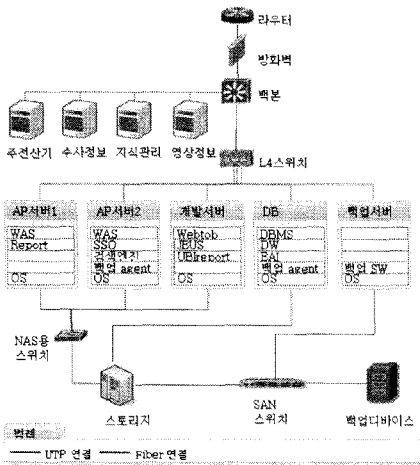 라우터
방화벽
백본
주전산기 수사정보 지식관리 영상정보
L4스위치
AP서버1 AP서버2 개발서버 DB 백업서버
WAS WAS Webtob DBMS
Report SSO JEUS DW
검색엔진 UBIreport EAI
백업 agent 백업 agent 백업 SW
OS OS OS OS
NAS용
스위치
스토리지
SAN
스위치
백업디바이스
범례
UTP 연결 Fiber 연결